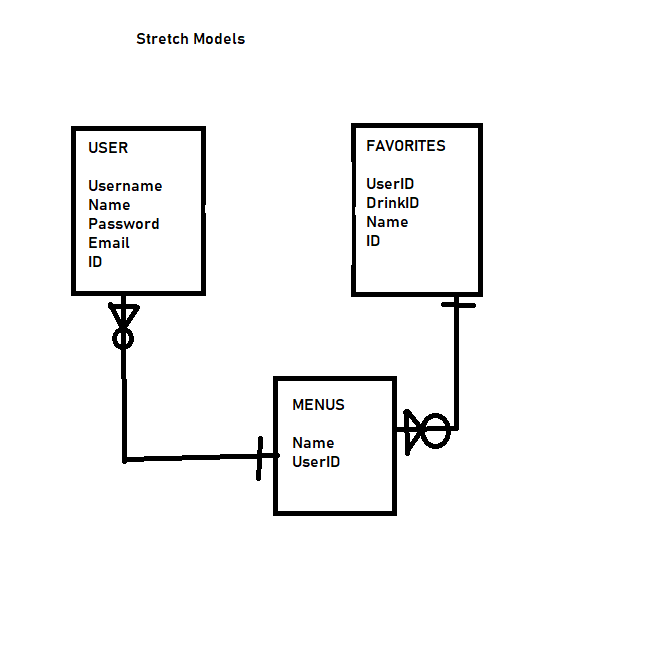 Stretch Models
USER
Username
Name
Password
Email
ID
FAVORITES
UserID
DrinkID
Name
ID
MENUS
Name
UserID